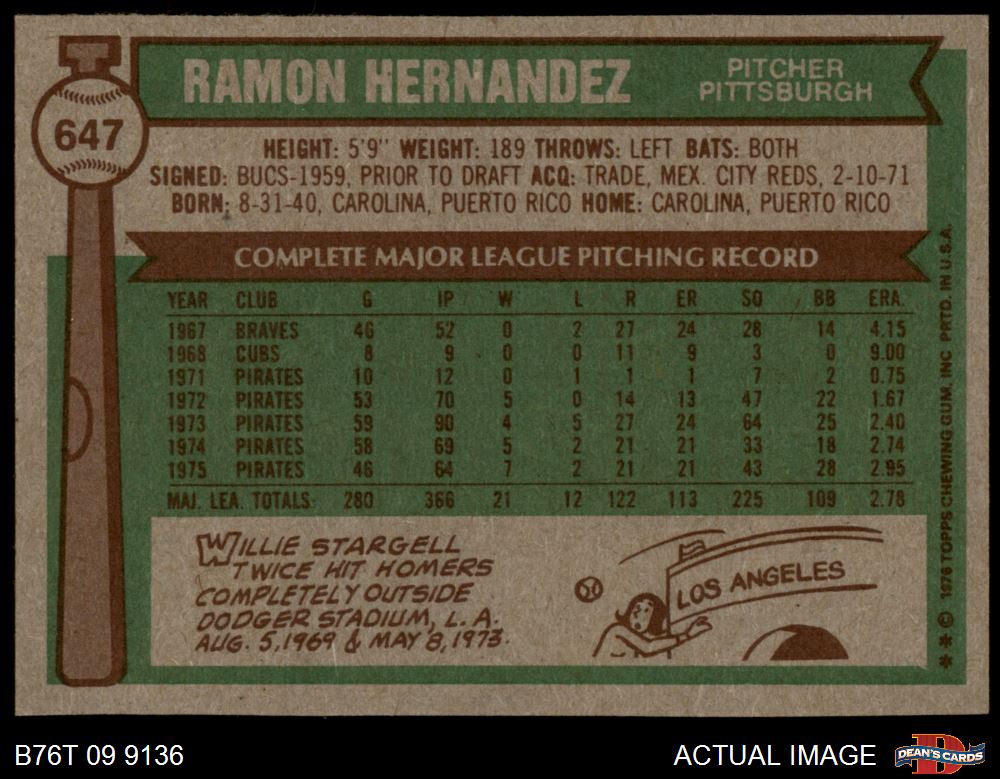 647
RAMON HERNANDEZ
PITCHER
PITTSBURGH
HEIGHT: 5'9" WEIGHT: 189 THROWS: LEFT BATS: BOTH
SIGNED: BUCS-1959, PRIOR TO DRAFT ACQ: TRADE, MEX. CITY REDS, 2-10-71
BORN: 8-31-40, CAROLINA, PUERTO RICO HOME: CAROLINA, PUERTO RICO
COMPLETE MAJOR LEAGUE PITCHING RECORD
YEAR CLUB G IP W L R ER SO BB ERA.
1967 BRAVES 46 52 0 2 27 24 28 14 4.15
1968 CUBS 8 9 0 0 11 9 3 0 9.00
1971 PIRATES 10 12 0 1 1 1 7 2 0.75
1972 PIRATES 53 70 5 0 14 13 47 22 1.67
1973 PIRATES 59 90 4 5 27 24 64 25 2.40
1974 PIRATES 58 69 5 2 21 21 33 18 2.74
1975 PIRATES 46 64 7 2 21 21 43 28 2.95
MAJ. LEA. TOTALS 280 366 21 12 122 113 225 109 2.78
WILLIE STARGELL
TWICE HIT HOMERS
COMPLETELY OUTSIDE
DODGER STADIUM, L.A.
AUG. 5, 1969 & MAY 8, 1973.
LOS ANGELES
* * © 1976 TOPPS CHEWING GUM, INC PRTD. IN U.S.A.
B76T 09 9136
ACTUAL IMAGE
DEAN'S CARDS